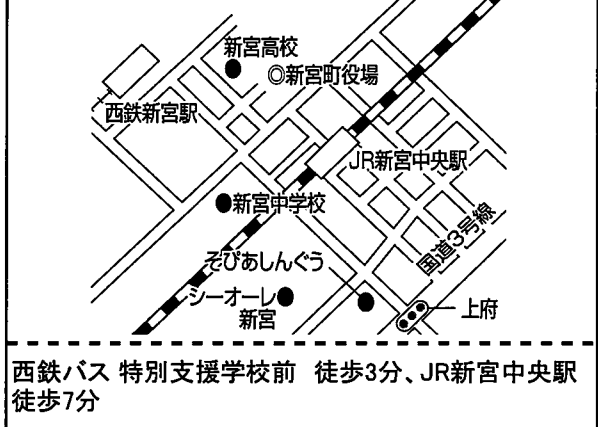 新宮高校
◎新宮町役場
西鉄新宮駅
JR新宮中央駅
新宮中学校
国道3号線
そぴあしんぐう
シーオーレ
新宮
上府
西鉄バス 特別支援学校前 徒歩3分、JR新宮中央駅
徒歩7分